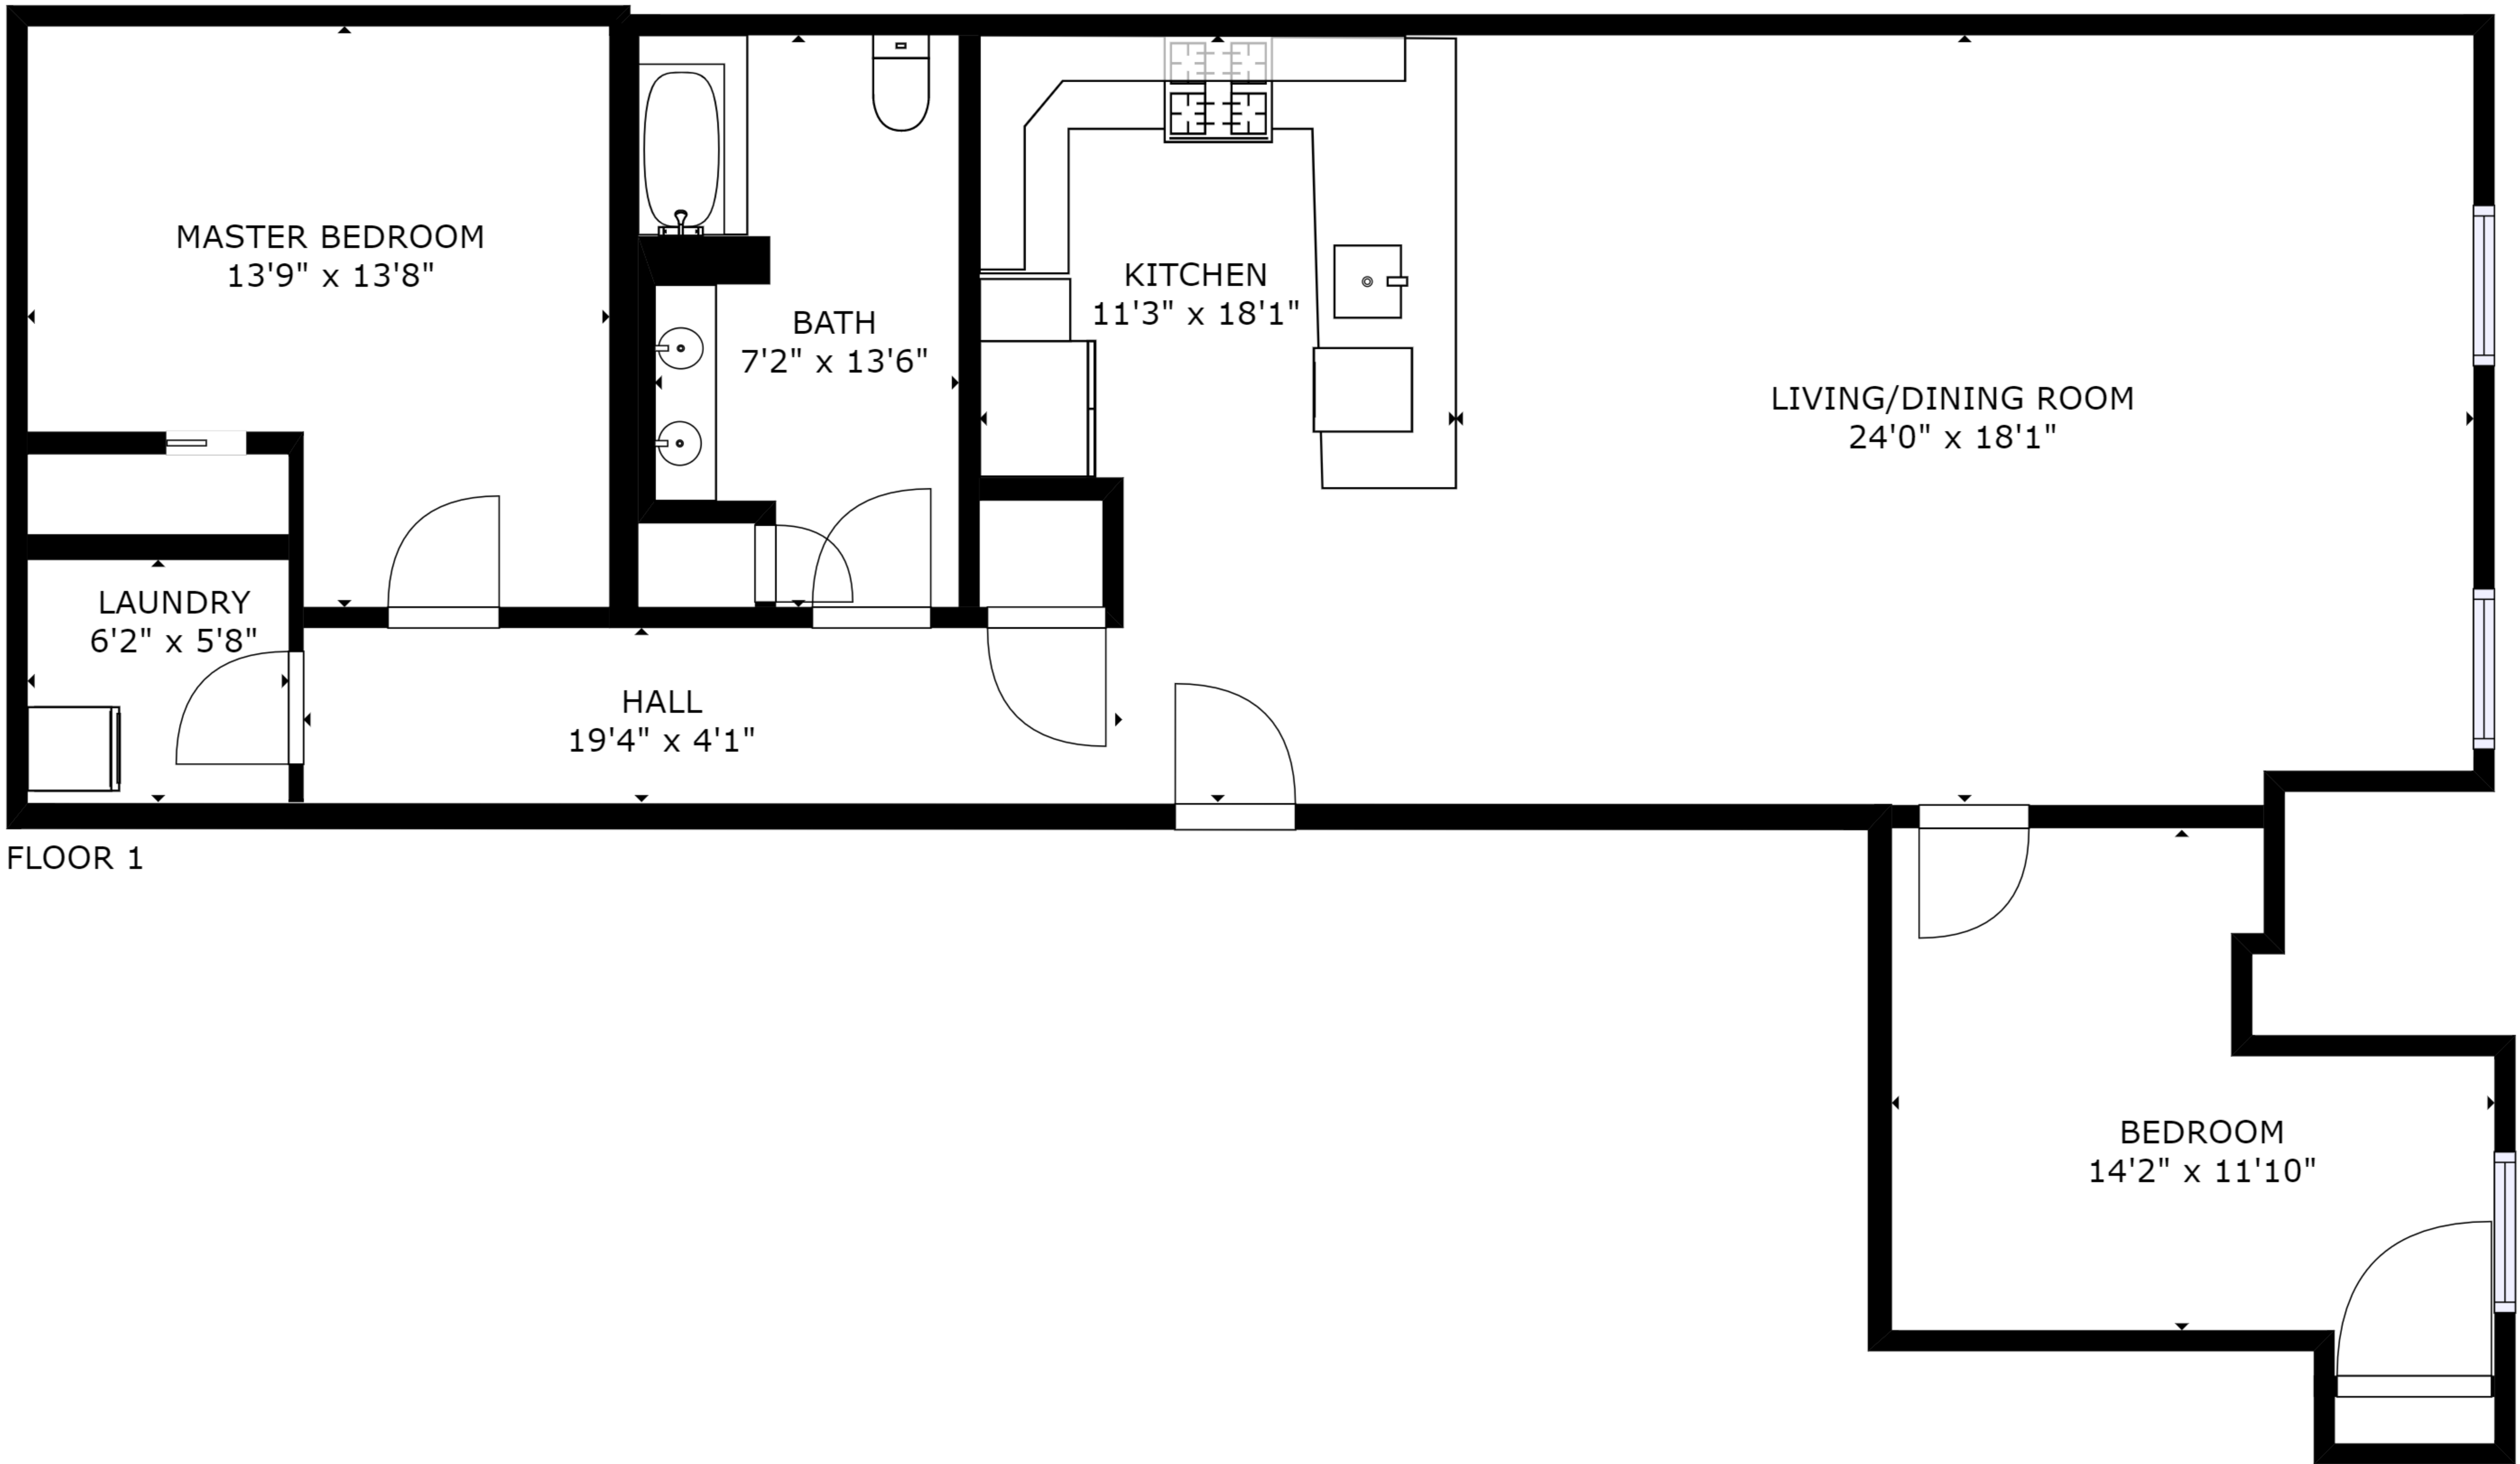 MASTER BEDROOM
13'9" x 13'8"
BATH
7'2" x 13'6"
KITCHEN
11'3" x 18'1"
LIVING/DINING ROOM
24'0" x 18'1"
LAUNDRY
6'2" x 5'8"
HALL
19'4" x 4'1"
FLOOR 1
BEDROOM
14'2" x 11'10"